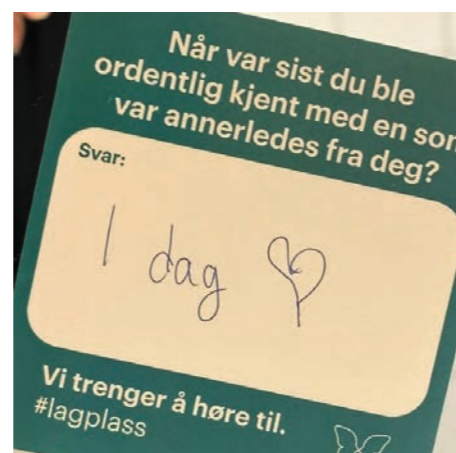 Når var sist du ble
ordentlig kjent med en som
var annerledes fra deg?
Svar:
I dag ♡
Vi trenger å høre til.
#lagplass